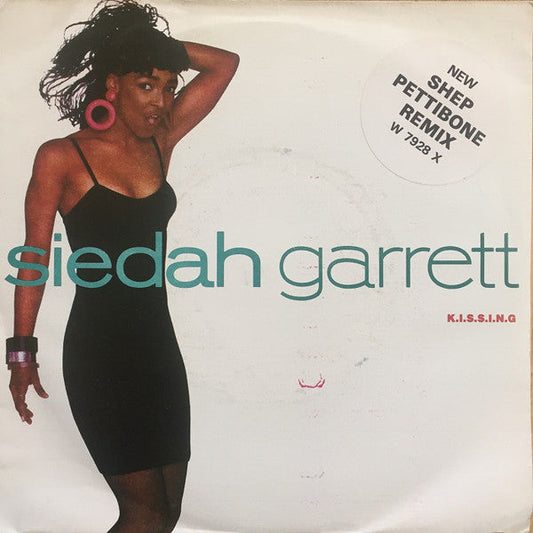 NEW
SHEP
PETTIBONE
REMIX
W 7928 X
siedah garrett
K.I.S.S.I.N.G